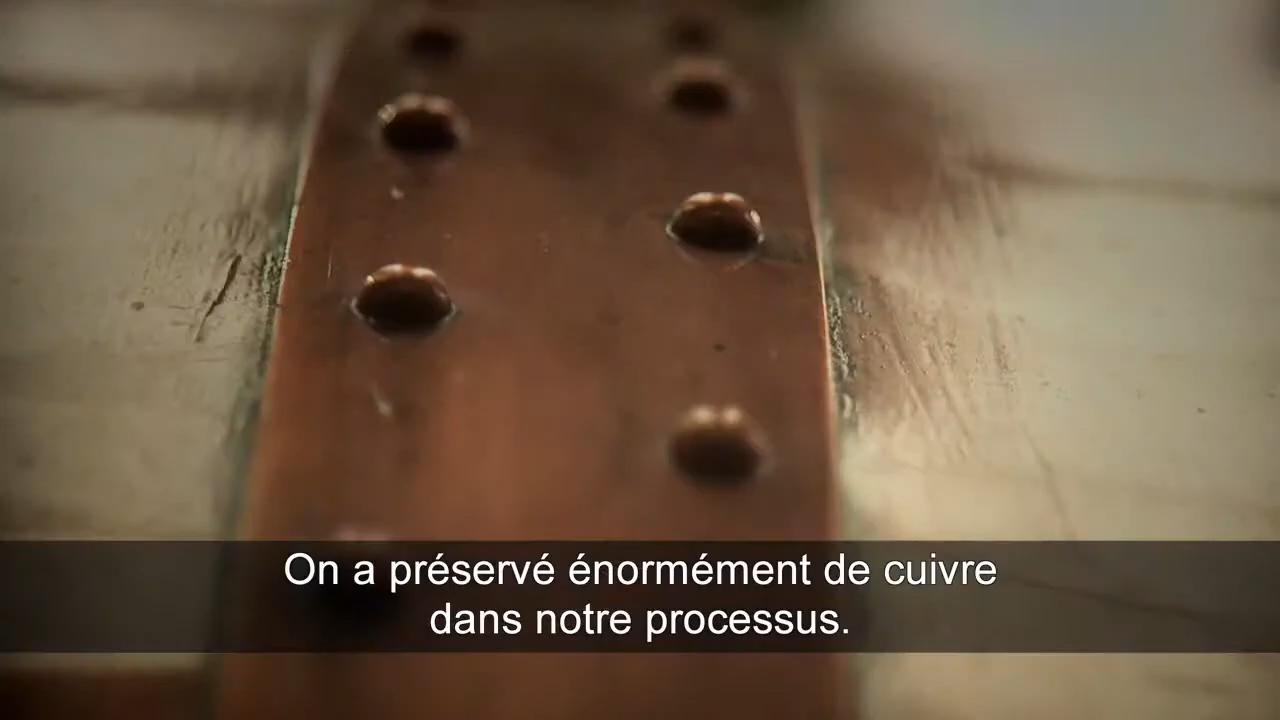 On a préservé énormément de cuivre
dans notre processus.